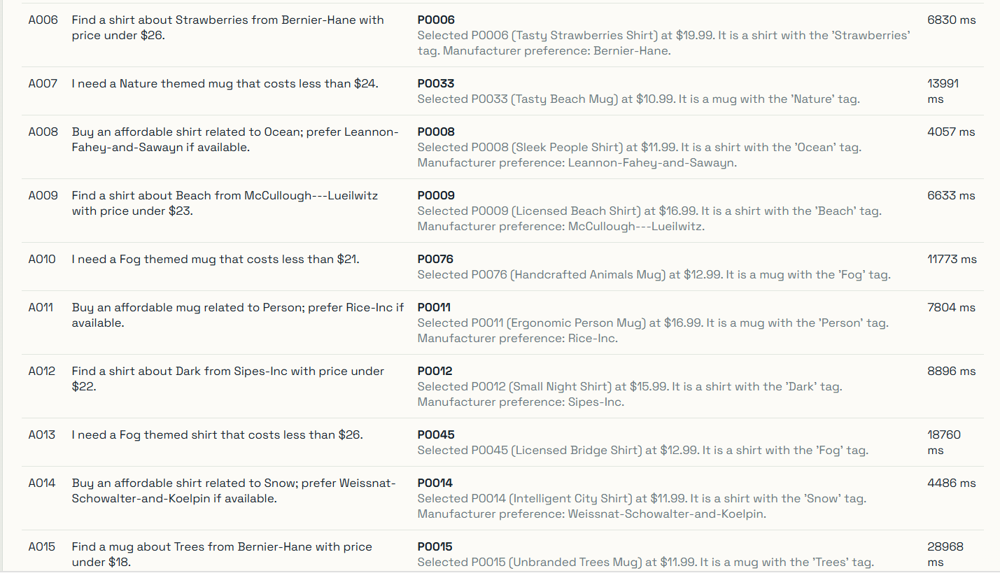 A006 Find a shirt about Strawberries from Bernier-Hane with P0006 6830 ms
price under $26. Selected P0006 (Tasty Strawberries Shirt) at $19.99. It is a shirt with the 'Strawberries'
tag. Manufacturer preference: Bernier-Hane.
A007 I need a Nature themed mug that costs less than $24. P0033 13991
Selected P0033 (Tasty Beach Mug) at $10.99. It is a mug with the 'Nature' tag. ms
A008 Buy an affordable shirt related to Ocean; prefer Leannon- P0008 4057 ms
Fahey-and-Sawayn if available. Selected P0008 (Sleek People Shirt) at $11.99. It is a shirt with the 'Ocean' tag.
Manufacturer preference: Leannon-Fahey-and-Sawayn.
A009 Find a shirt about Beach from McCullough---Lueilwitz P0009 6633 ms
with price under $23. Selected P0009 (Licensed Beach Shirt) at $16.99. It is a shirt with the 'Beach' tag.
Manufacturer preference: McCullough---Lueilwitz.
A010 I need a Fog themed mug that costs less than $21. P0076 11773 ms
Selected P0076 (Handcrafted Animals Mug) at $12.99. It is a mug with the 'Fog' tag.
A011 Buy an affordable mug related to Person; prefer Rice-Inc if P0011 7804 ms
available. Selected P0011 (Ergonomic Person Mug) at $16.99. It is a mug with the 'Person' tag.
Manufacturer preference: Rice-Inc.
A012 Find a shirt about Dark from Sipes-Inc with price under P0012 8896 ms
$22. Selected P0012 (Small Night Shirt) at $15.99. It is a shirt with the 'Dark' tag.
Manufacturer preference: Sipes-Inc.
A013 I need a Fog themed shirt that costs less than $26. P0045 18760
Selected P0045 (Licensed Bridge Shirt) at $12.99. It is a shirt with the 'Fog' tag. ms
A014 Buy an affordable shirt related to Snow; prefer Weissnat- P0014 4486 ms
Schowalter-and-Koelpin if available. Selected P0014 (Intelligent City Shirt) at $11.99. It is a shirt with the 'Snow' tag.
Manufacturer preference: Weissnat-Schowalter-and-Koelpin.
A015 Find a mug about Trees from Bernier-Hane with price P0015 28968
under $18. Selected P0015 (Unbranded Trees Mug) at $11.99. It is a mug with the 'Trees' tag. ms